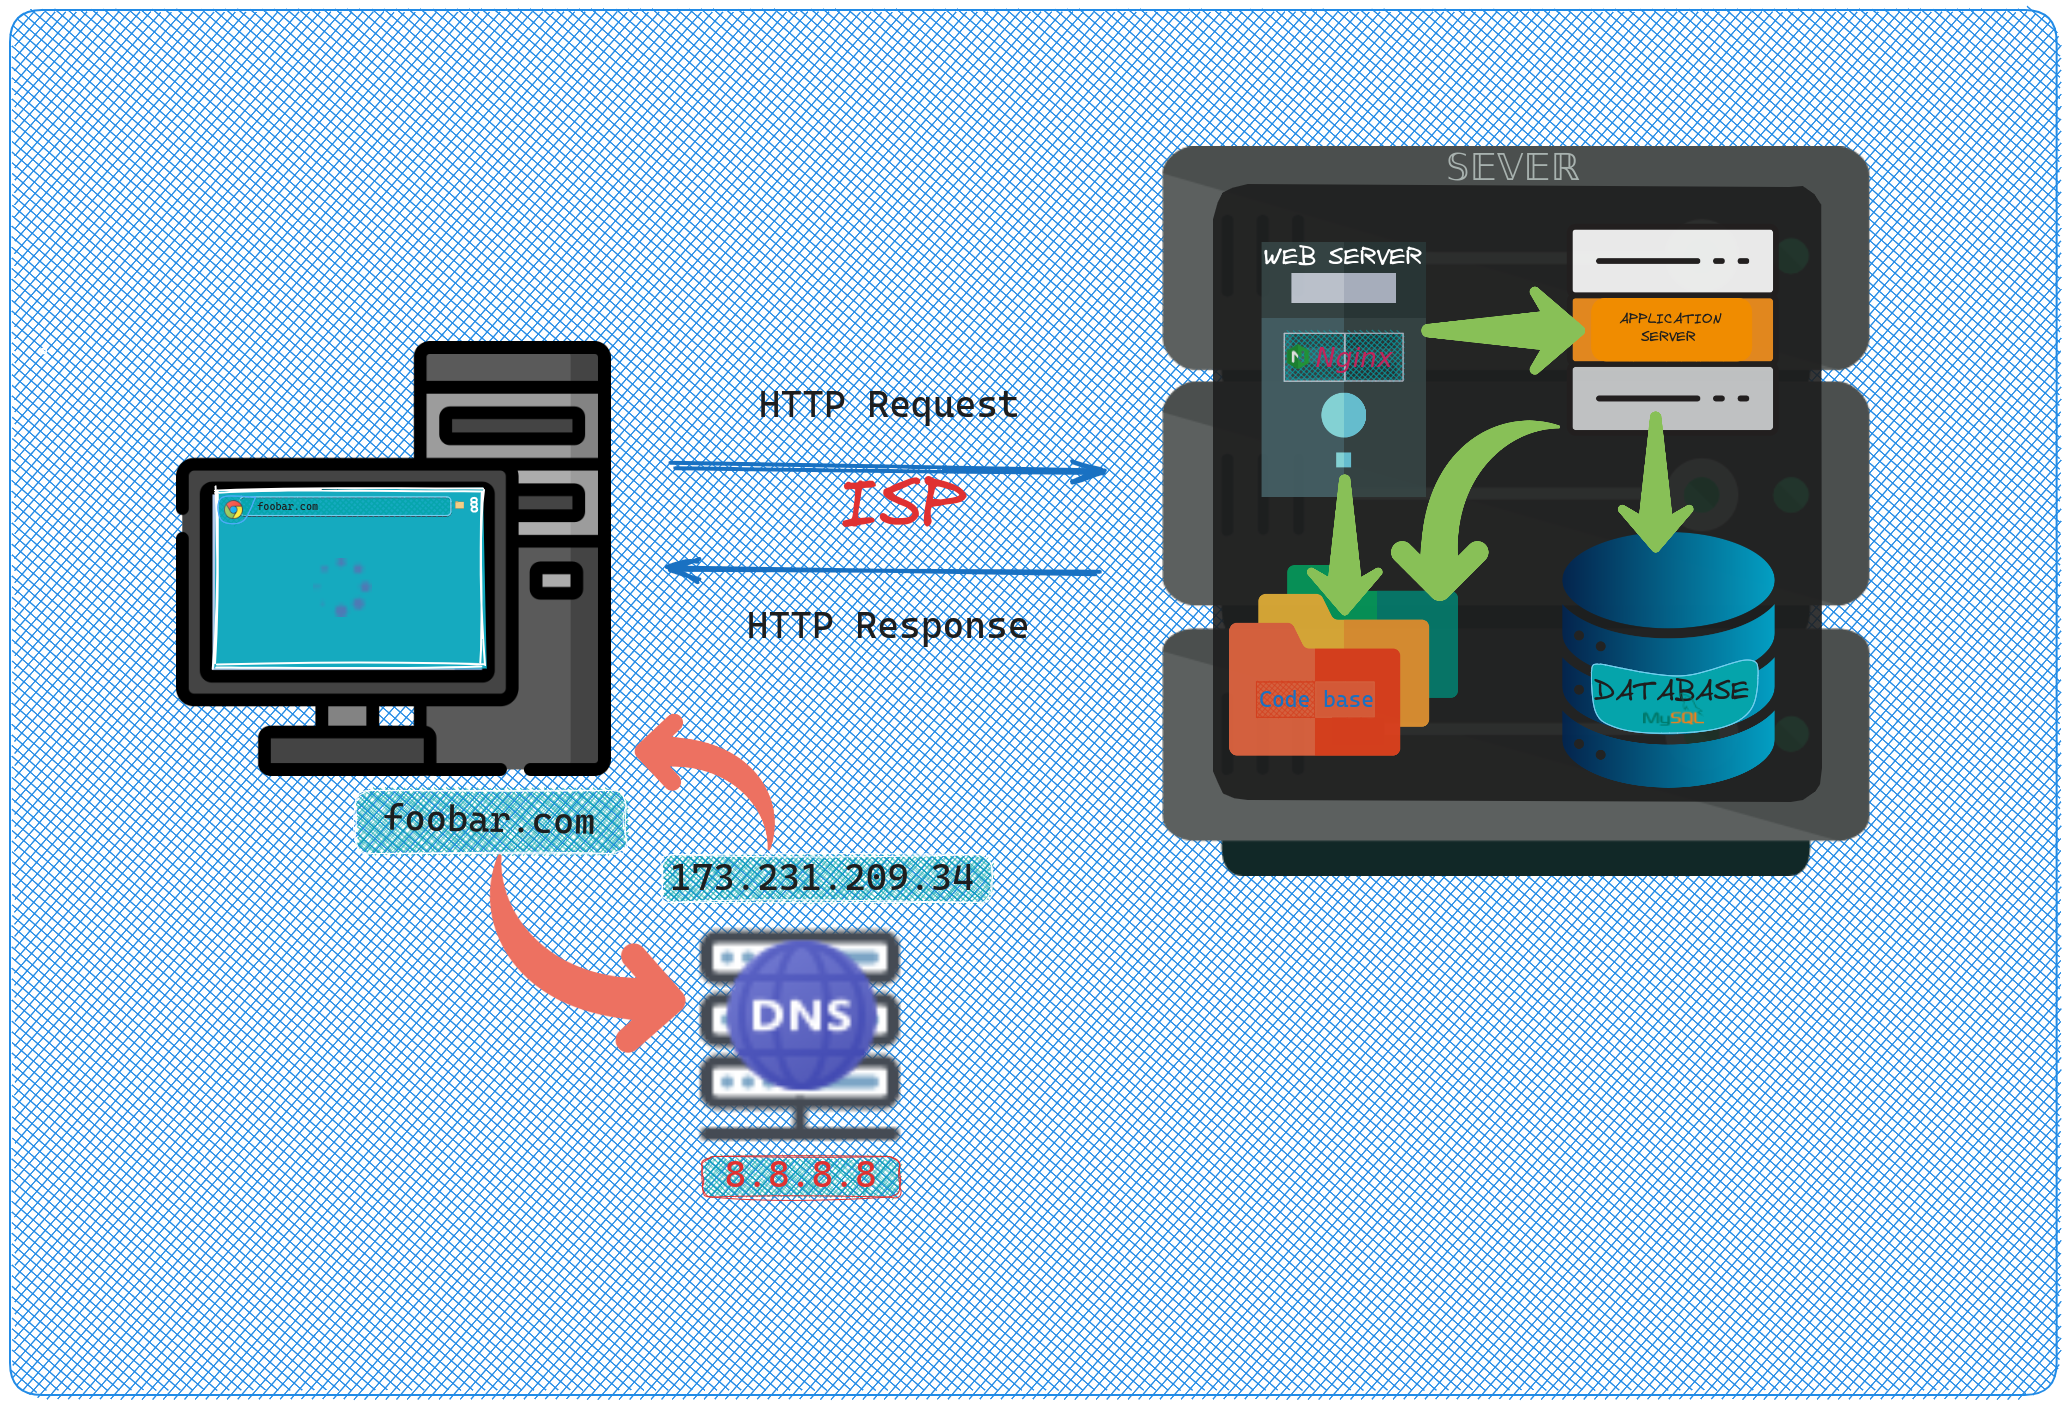 SEVER
WEB SERVER
Nginx
APPLICATION
SERVER
HTTP Request
ISP
HTTP Response
foobar.com
Code base
DATABASE
MySQL
foobar.com
173.231.209.34
DNS
8.8.8.8